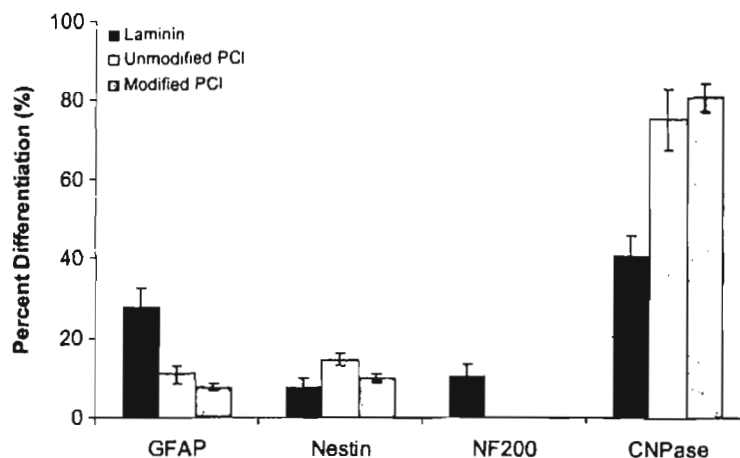 100
80
60
40
20
0
Percent Differentiation (%)
Laminin
Unmodified PCl
Modified PCl
GFAP Nestin NF200 CNPase